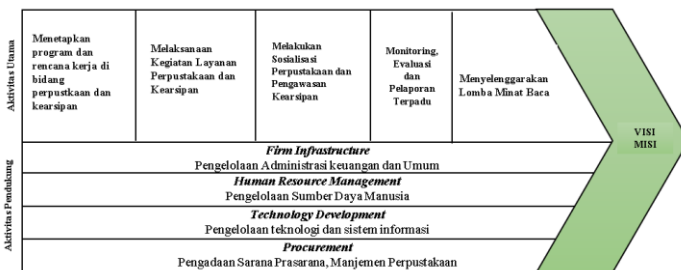 Aktivitas Utama
Menetapkan
program dan
rencana kerja di
bidang
perpustkaan dan
kearsipan
Melaksanaan
Kegiatan Layanan
Perpustakaan dan
Kearsipan
Melakukan
Sosialisasi
Perpustakaan dan
Pengawasan
Kearsipan
Monitoring,
Evaluasi
dan
Pelaporan
Terpadu
Menyelenggarakan
Lomba Minat Baca
VISI
MISI
Aktivitas Pendukung
Firm Infrastructure
Pengelolaan Administrasi keuangan dan Umum
Human Resource Management
Pengelolaan Sumber Daya Manusia
Technology Development
Pengelolaan teknologi dan sistem informasi
Procurement
Pengadaan Sarana Prasarana, Manjemen Perpustakaan